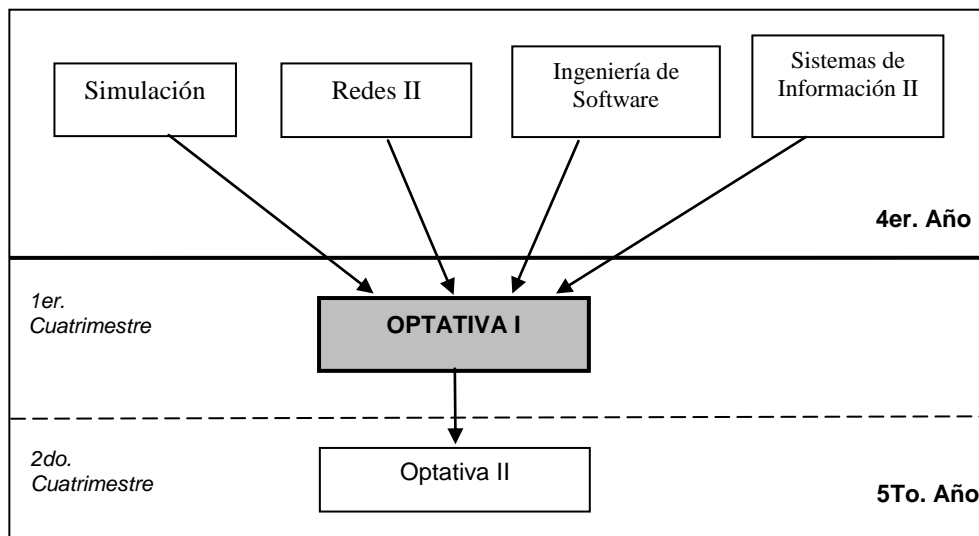 Simulación
Redes II
Ingeniería de
Software
Sistemas de
Información II
4er. Año
1er.
Cuatrimestre
OPTATIVA I
2do.
Cuatrimestre
Optativa II
5To. Año